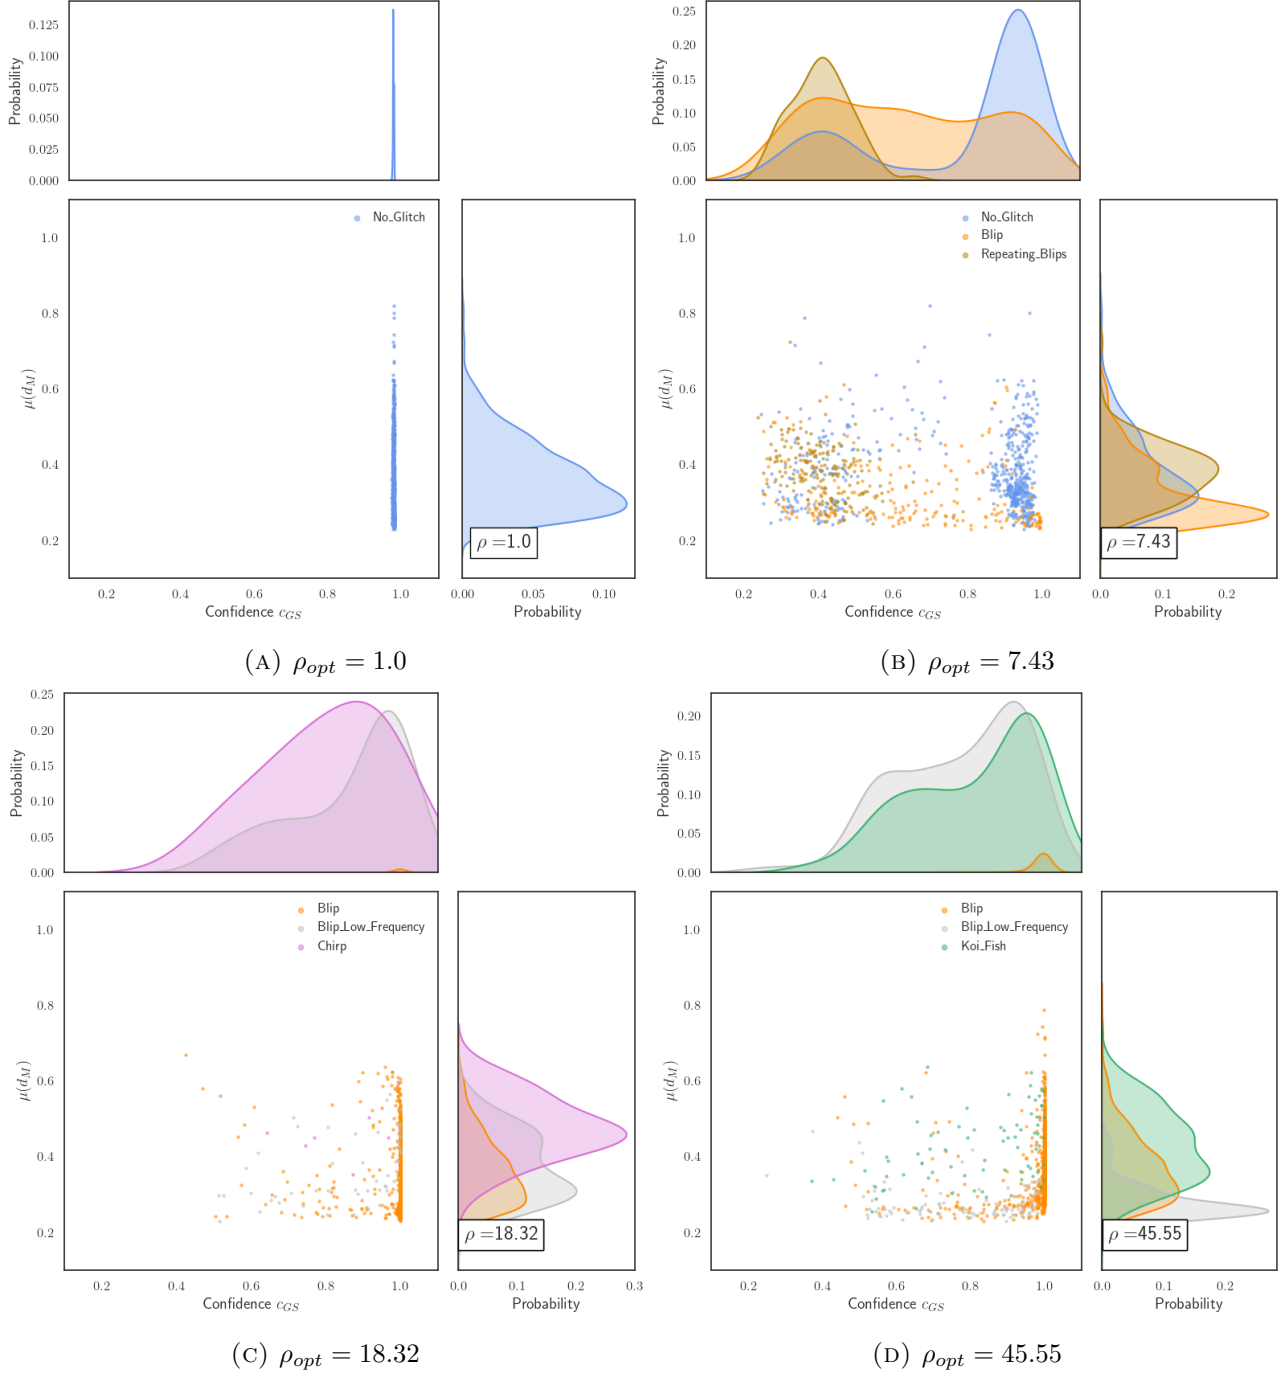 0.125
0.100
0.075
0.050
0.025
0.000
Probability
No_Glitch
1.0
0.8
0.6
0.4
0.2
μ(d_M)
0.2 0.4 0.6 0.8 1.0
Confidence c_GS
ρ =1.0
0.00 0.05 0.10
Probability
(A) ρ_opt = 1.0
0.25
0.20
0.15
0.10
0.05
0.00
Probability
No_Glitch
Blip
Repeating_Blips
1.0
0.8
0.6
0.4
0.2
μ(d_M)
0.2 0.4 0.6 0.8 1.0
Confidence c_GS
ρ =7.43
0.0 0.2
Probability
(B) ρ_opt = 7.43
0.25
0.20
0.15
0.10
0.05
0.00
Probability
Blip
Blip_Low_Frequency
Chirp
1.0
0.8
0.6
0.4
0.2
μ(d_M)
0.2 0.4 0.6 0.8 1.0
Confidence c_GS
ρ =18.32
0.0 0.1 0.2 0.3
Probability
(C) ρ_opt = 18.32
0.20
0.15
0.10
0.05
0.00
Probability
Blip
Blip_Low_Frequency
Koi_Fish
1.0
0.8
0.6
0.4
0.2
μ(d_M)
0.2 0.4 0.6 0.8 1.0
Confidence c_GS
ρ =45.55
0.0 0.1 0.2
Probability
(D) ρ_opt = 45.55